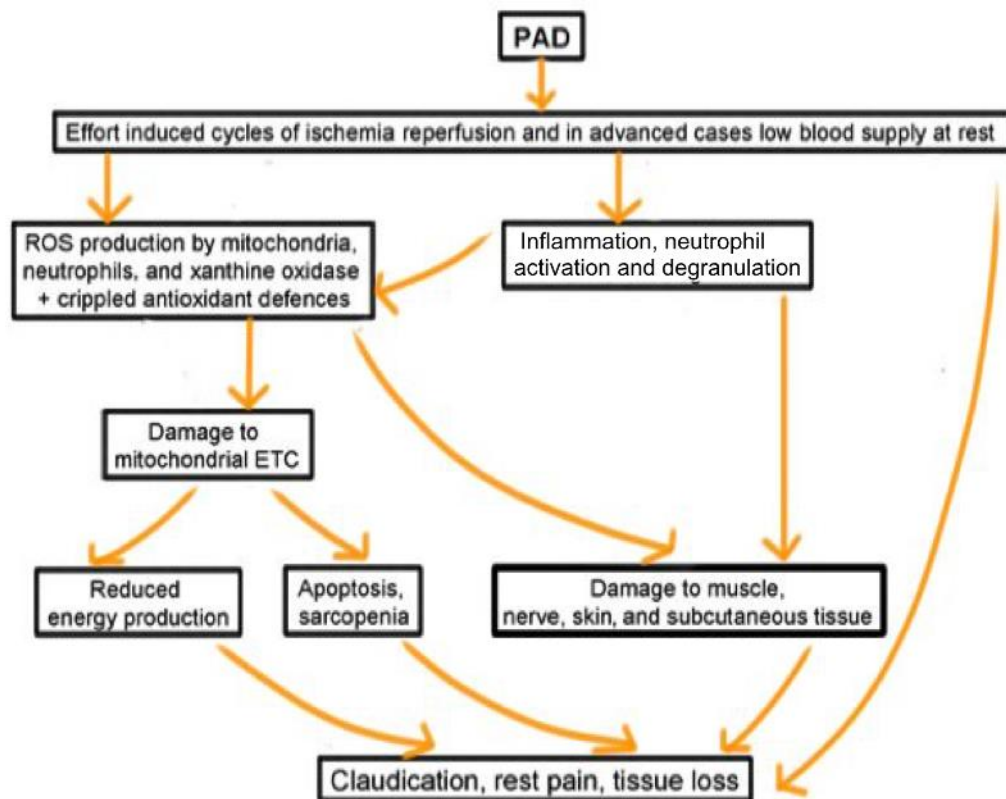 PAD
Effort induced cycles of ischemia reperfusion and in advanced cases low blood supply at rest
ROS production by mitochondria,
neutrophils, and xanthine oxidase
+ crippled antioxidant defences
Inflammation, neutrophil
activation and degranulation
Damage to
mitochondrial ETC
Reduced
energy production
Apoptosis,
sarcopenia
Damage to muscle,
nerve, skin, and subcutaneous tissue
Claudication, rest pain, tissue loss